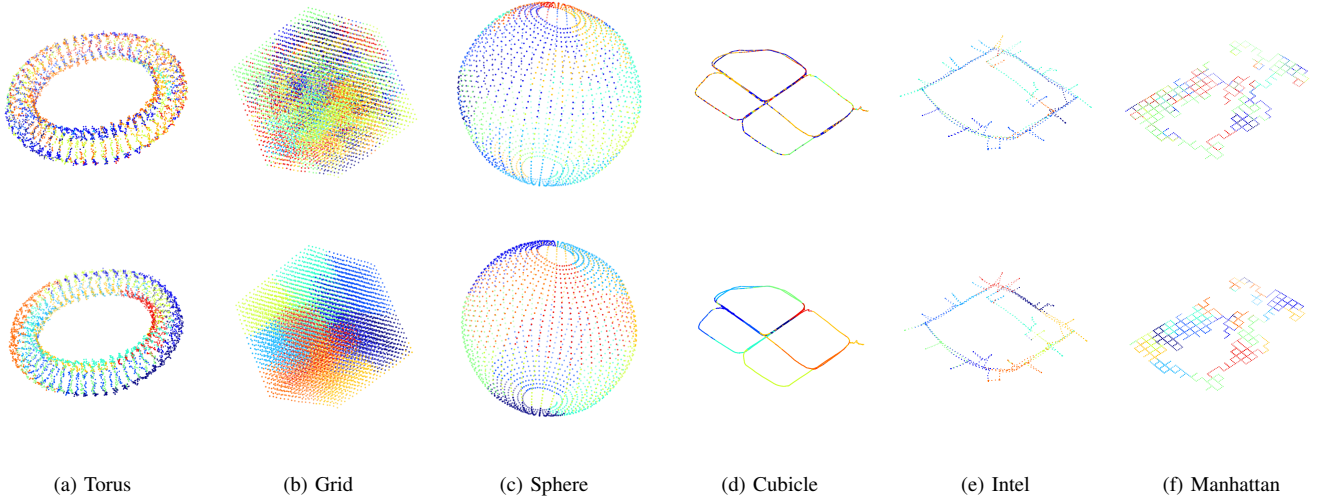 (a) Torus
(b) Grid
(c) Sphere
(d) Cubicle
(e) Intel
(f) Manhattan